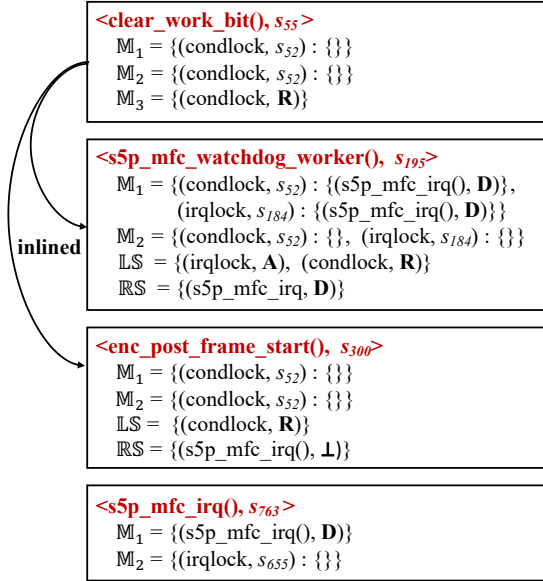 <clear_work_bit(), s55>
𝕄1 = {(condlock, s52) : {}}
𝕄2 = {(condlock, s52) : {}}
𝕄3 = {(condlock, R)}
<s5p_mfc_watchdog_worker(), s195>
𝕄1 = {(condlock, s52) : {(s5p_mfc_irq(), D)},
(irqlock, s184) : {(s5p_mfc_irq(), D)}}
inlined
𝕄2 = {(condlock, s52) : {}, (irqlock, s184) : {}}
𝕃𝕊 = {(irqlock, A), (condlock, R)}
ℝ𝕊 = {(s5p_mfc_irq, D)}
<enc_post_frame_start(), s300>
𝕄1 = {(condlock, s52) : {}}
𝕄2 = {(condlock, s52) : {}}
𝕃𝕊 = {(condlock, R)}
ℝ𝕊 = {(s5p_mfc_irq(), ⊥)}
<s5p_mfc_irq(), s763>
𝕄1 = {(s5p_mfc_irq(), D)}
𝕄2 = {(irqlock, s655) : {}}